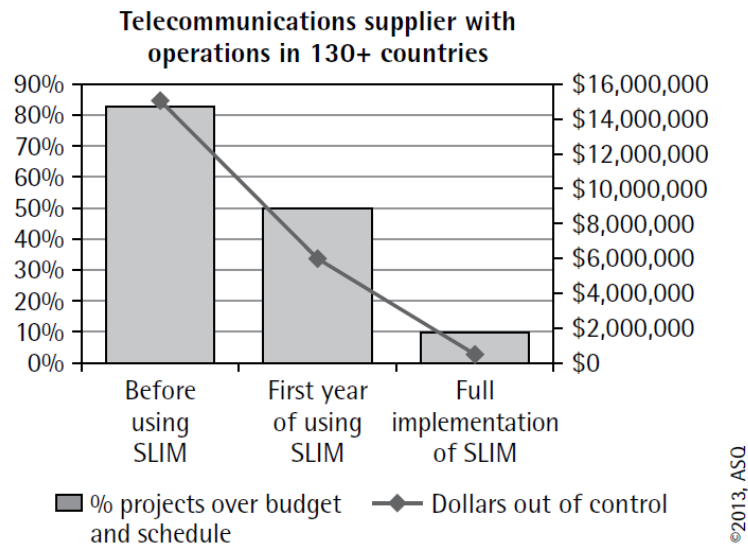 Telecommunications supplier with
operations in 130+ countries
90%
80%
70%
60%
50%
40%
30%
20%
10%
0%
$16,000,000
$14,000,000
$12,000,000
$10,000,000
$8,000,000
$6,000,000
$4,000,000
$2,000,000
$0
Before
using
SLIM
First year
of using
SLIM
Full
implementation
of SLIM
% projects over budget
and schedule
Dollars out of control
©2013, ASQ